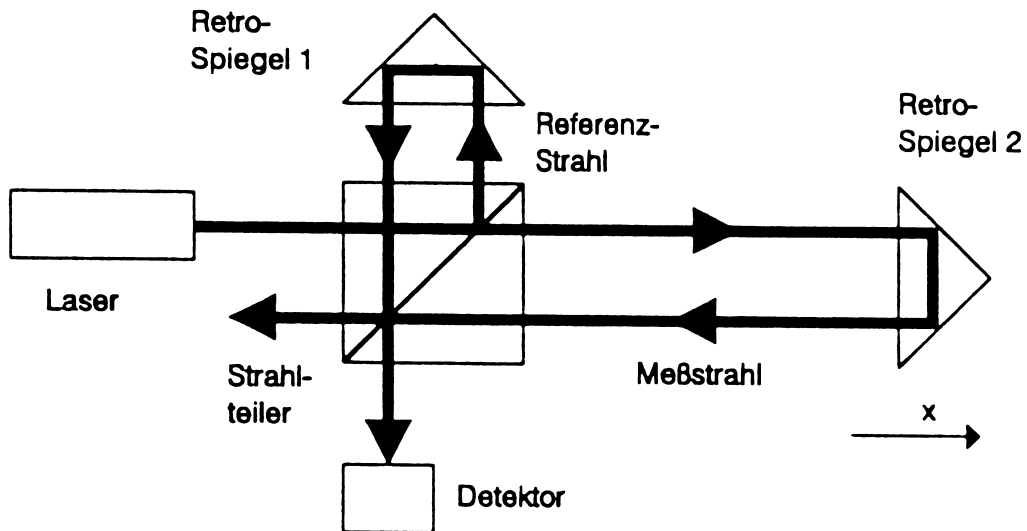 Retro-
Spiegel 1
Referenz-
Strahl
Retro-
Spiegel 2
Laser
Strahl-
teiler
Meßstrahl
x
Detektor